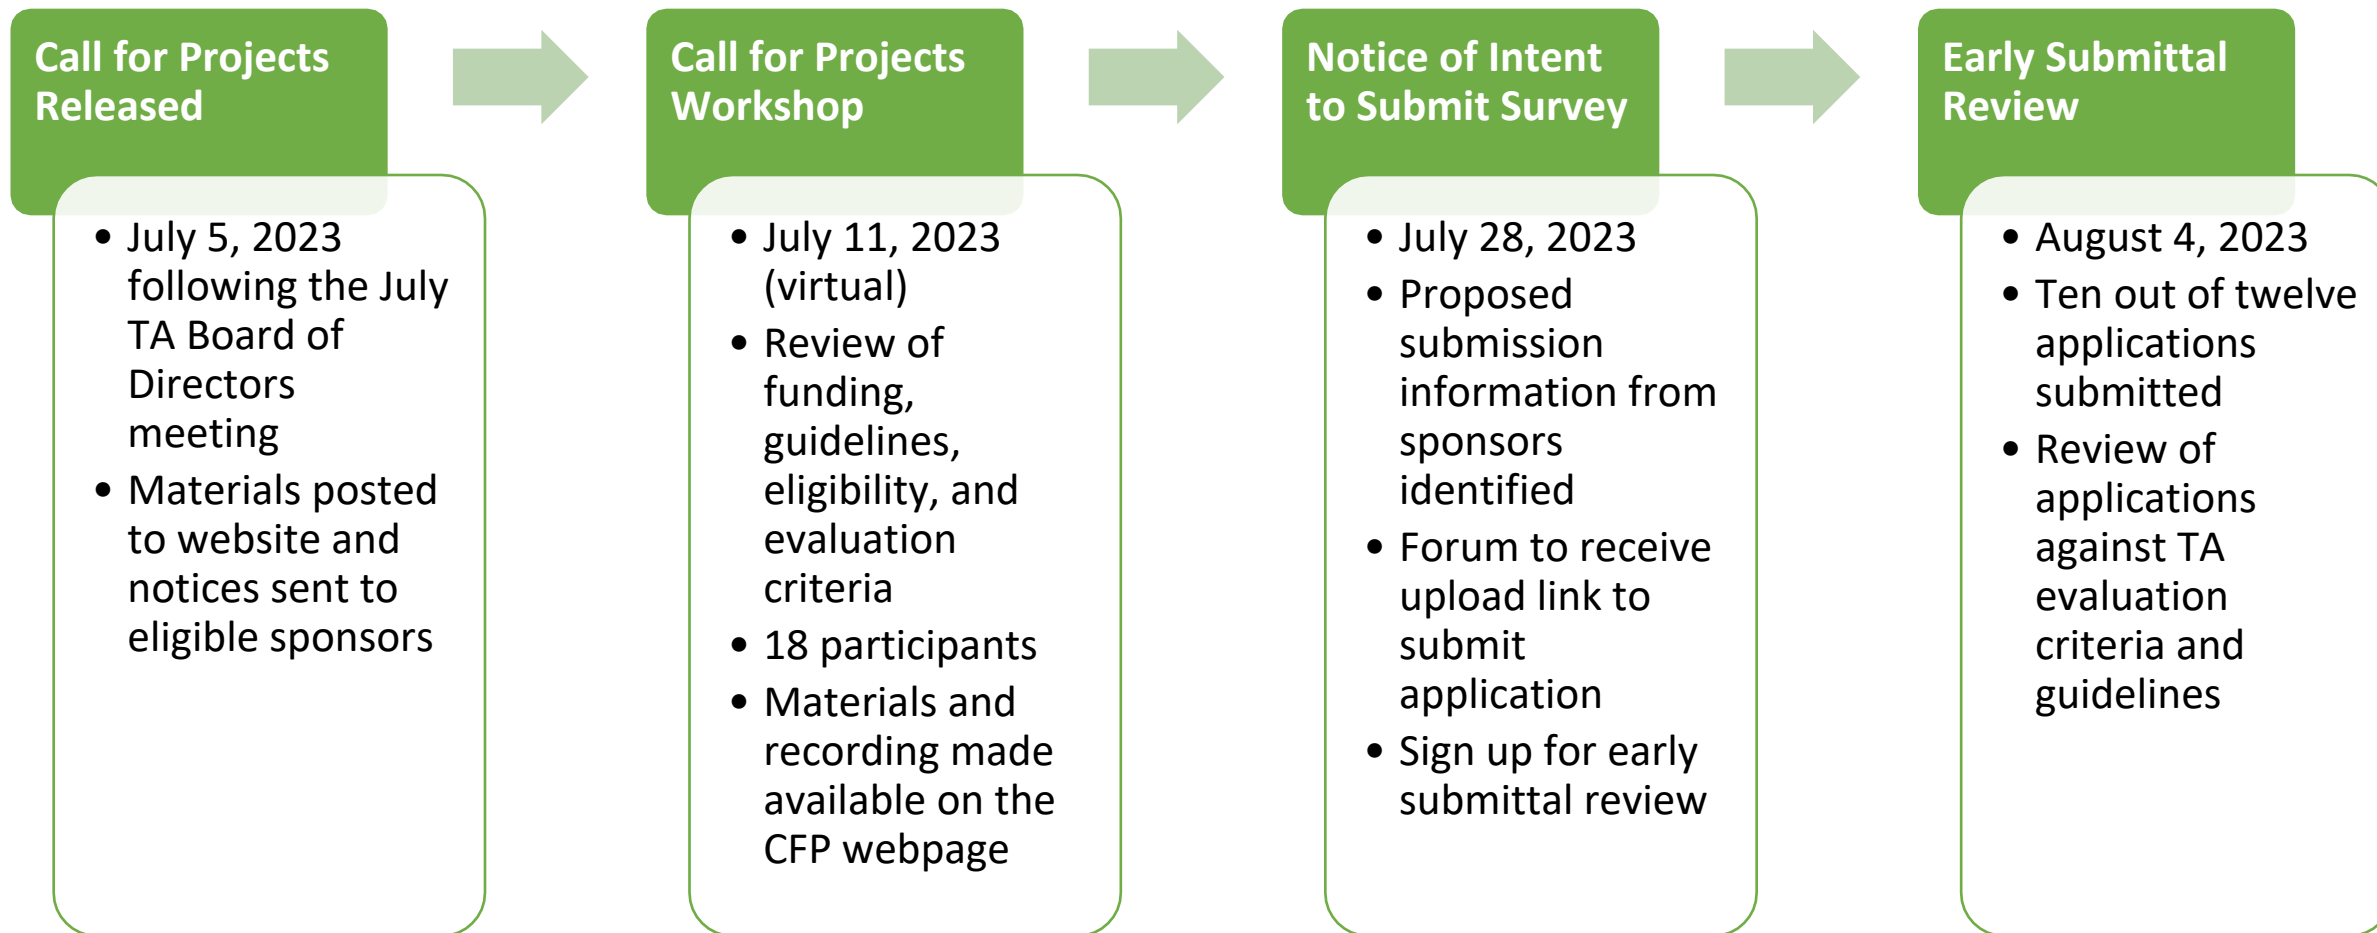 Call for Projects
Released
• July 5, 2023
following the July
TA Board of
Directors
meeting
• Materials posted
to website and
notices sent to
eligible sponsors
Call for Projects
Workshop
• July 11, 2023
(virtual)
• Review of
funding,
guidelines,
eligibility, and
evaluation
criteria
• 18 participants
• Materials and
recording made
available on the
CFP webpage
Notice of Intent
to Submit Survey
• July 28, 2023
• Proposed
submission
information from
sponsors
identified
• Forum to receive
upload link to
submit
application
• Sign up for early
submittal review
Early Submittal
Review
• August 4, 2023
• Ten out of twelve
applications
submitted
• Review of
applications
against TA
evaluation
criteria and
guidelines